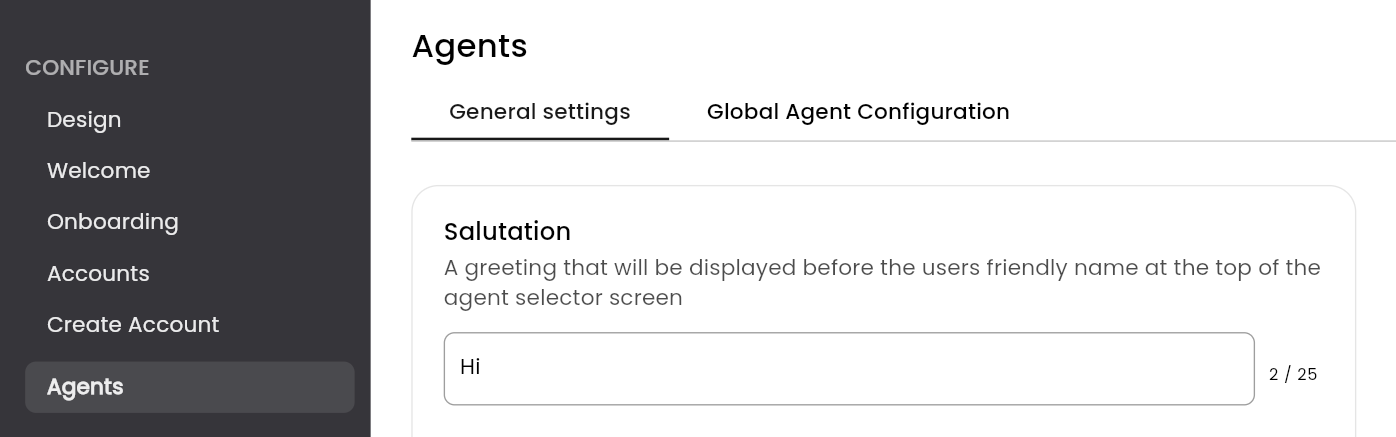 CONFIGURE
Design
Welcome
Onboarding
Accounts
Create Account
Agents
Agents
General settings
Global Agent Configuration
Salutation
A greeting that will be displayed before the users friendly name at the top of the
agent selector screen
Hi
2 / 25